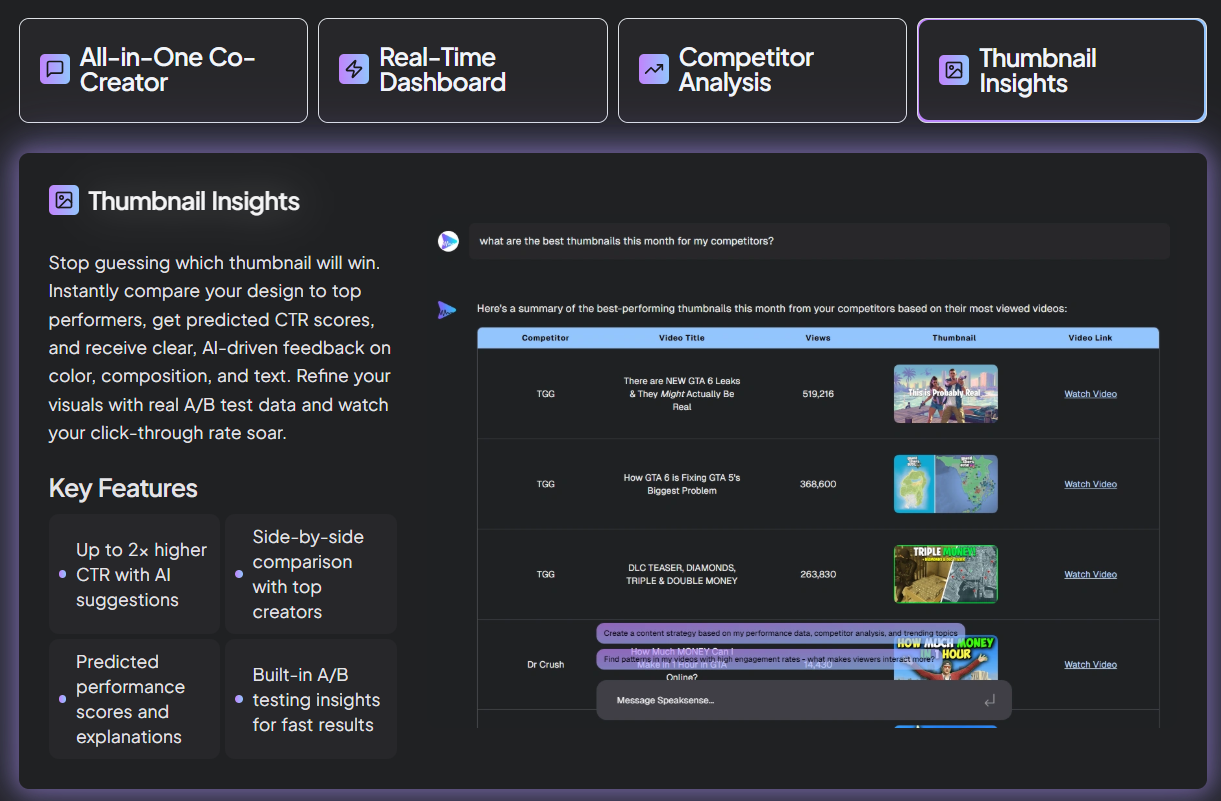 All-in-One Co-
Creator
Real-Time
Dashboard
Competitor
Analysis
Thumbnail
Insights
Thumbnail Insights
Stop guessing which thumbnail will win.
Instantly compare your design to top
performers, get predicted CTR scores,
and receive clear, AI-driven feedback on
color, composition, and text. Refine your
visuals with real A/B test data and watch
your click-through rate soar.
Key Features
Up to 2x higher
CTR with AI
suggestions
Side-by-side
comparison
with top
creators
Predicted
performance
scores and
explanations
Built-in A/B
testing insights
for fast results
what are the best thumbnails this month for my competitors?
Here's a summary of the best-performing thumbnails this month from your competitors based on their most viewed videos:
Competitor Video Title Views Thumbnail Video Link
TGG
There are NEW GTA 6 Leaks
& They Might Actually Be
Real
519,216
This is Probably Real
Watch Video
TGG
How GTA 6 is Fixing GTA 5's
Biggest Problem
368,600
Watch Video
TGG
DLC TEASER, DIAMONDS,
TRIPLE & DOUBLE MONEY
263,830
TRIPLE MONEY!
Watch Video
Dr Crush
How Much MONEY Can I
Make in 1 Hour in GTA
Online?
14,430
HOW MUCH MONEY
IN 1 HOUR
Watch Video
Create a content strategy based on my performance data, competitor analysis, and trending topics
Find patterns in my videos with high engagement rates - what makes viewers interact more?
Message Speaksense...